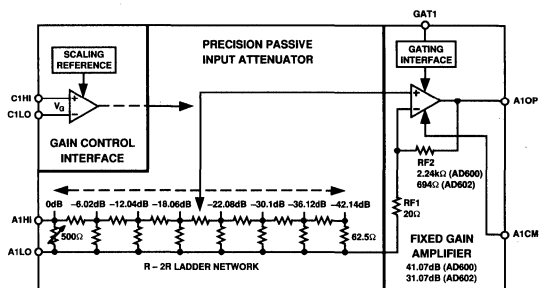 GAT1
SCALING
REFERENCE
PRECISION PASSIVE
INPUT ATTENUATOR
GATING
INTERFACE
C1HI
C1LO
VG
+
–
GAIN CONTROL
INTERFACE
+
–
A1OP
RF2
2.24kΩ (AD600)
694Ω (AD602)
RF1
20Ω
0dB –6.02dB –12.04dB –18.06dB –22.08dB –30.1dB –36.12dB –42.14dB
A1HI
500Ω
62.5Ω
A1LO
R – 2R LADDER NETWORK
FIXED GAIN
AMPLIFIER
41.07dB (AD600)
31.07dB (AD602)
A1CM